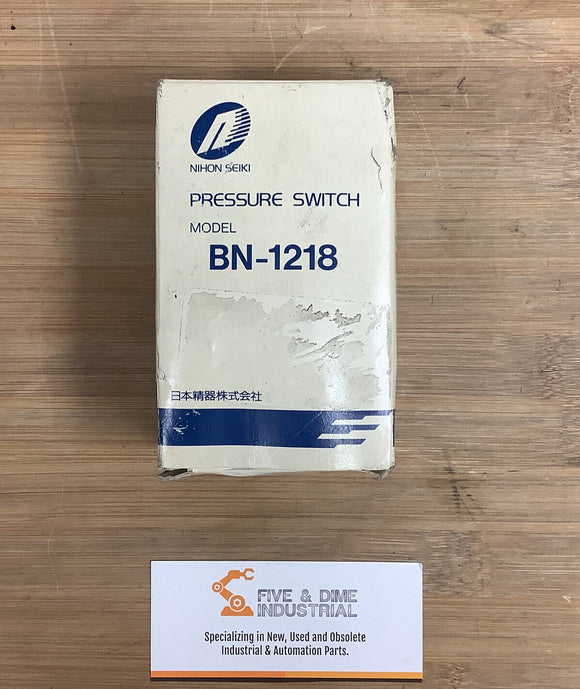 NIHON SEIKI
PRESSURE SWITCH
MODEL
BN-1218
日本精器株式会社
FIVE & DIME
INDUSTRIAL
Specializing in New, Used and Obsolete
Industrial & Automation Parts.